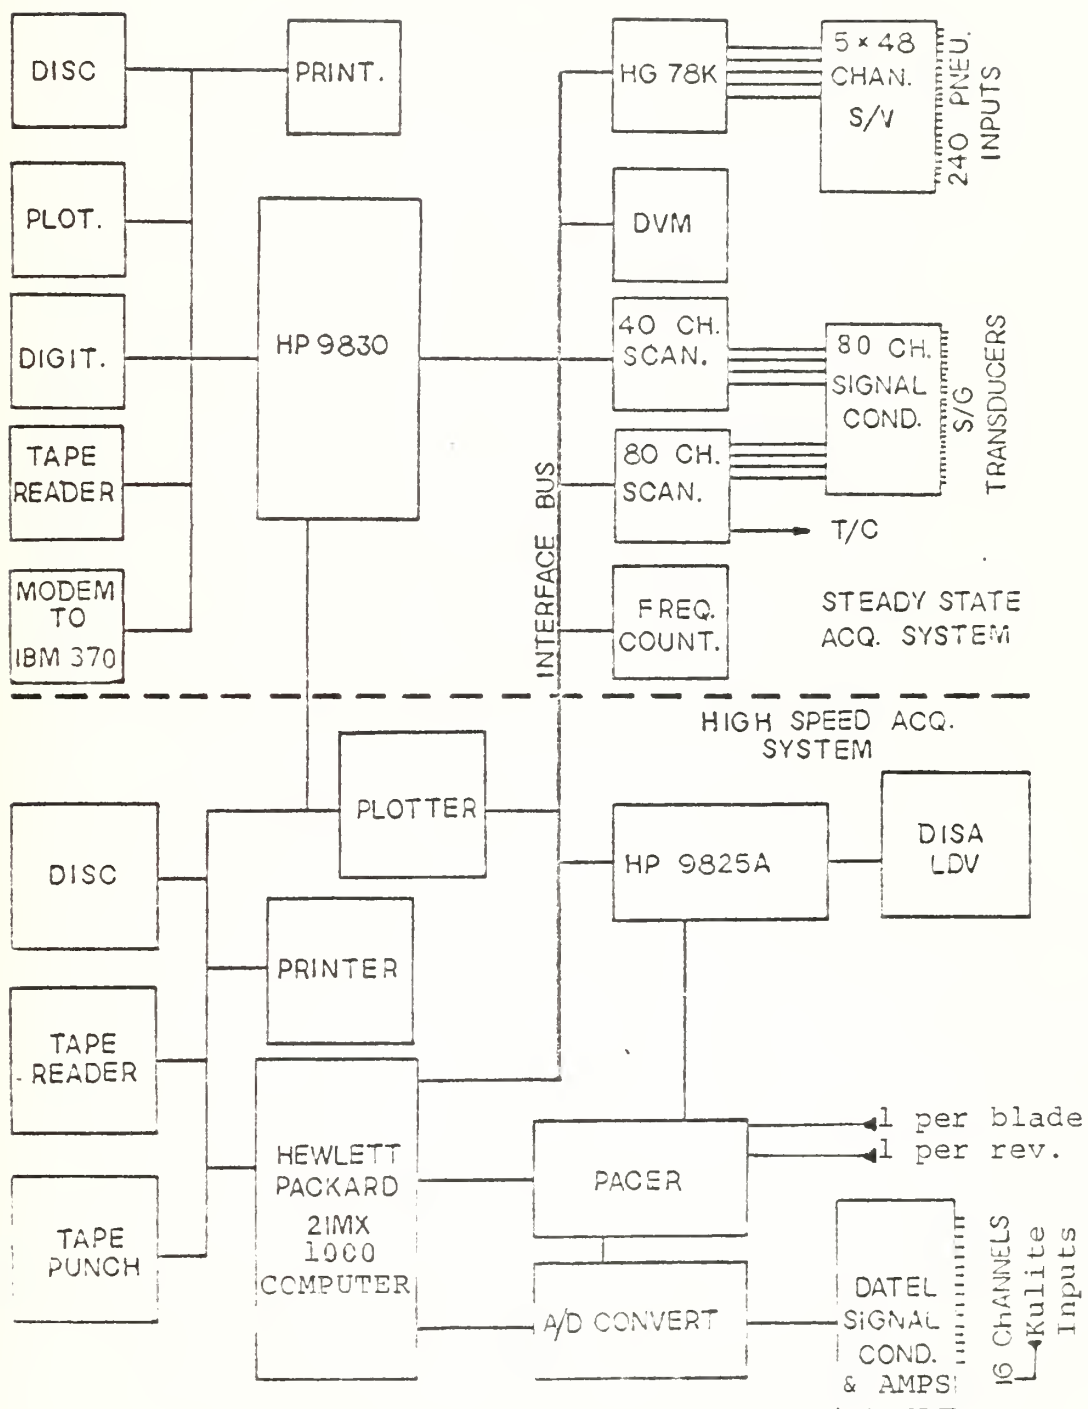 DISC
PRINT.
HG 78K
5 × 48
CHAN.
S/V
240 PNEU.
INPUTS
PLOT.
DVM
DIGIT.
HP 9830
40 CH.
SCAN.
80 CH.
SIGNAL
COND.
S/G
TRANSDUCERS
TAPE
READER
80 CH.
SCAN.
T/C
INTERFACE BUS
MODEM
TO
IBM 370
FREQ.
COUNT.
STEADY STATE
ACQ. SYSTEM
HIGH SPEED ACQ.
SYSTEM
PLOTTER
DISC
HP 9825A
DISA
LDV
PRINTER
TAPE
READER
HEWLETT
PACKARD
21MX
1000
COMPUTER
PACER
1 per blade
1 per rev.
TAPE
PUNCH
A/D CONVERT
DATEL
SIGNAL
COND.
& AMPS
16 CHANNELS
Kulite
Inputs